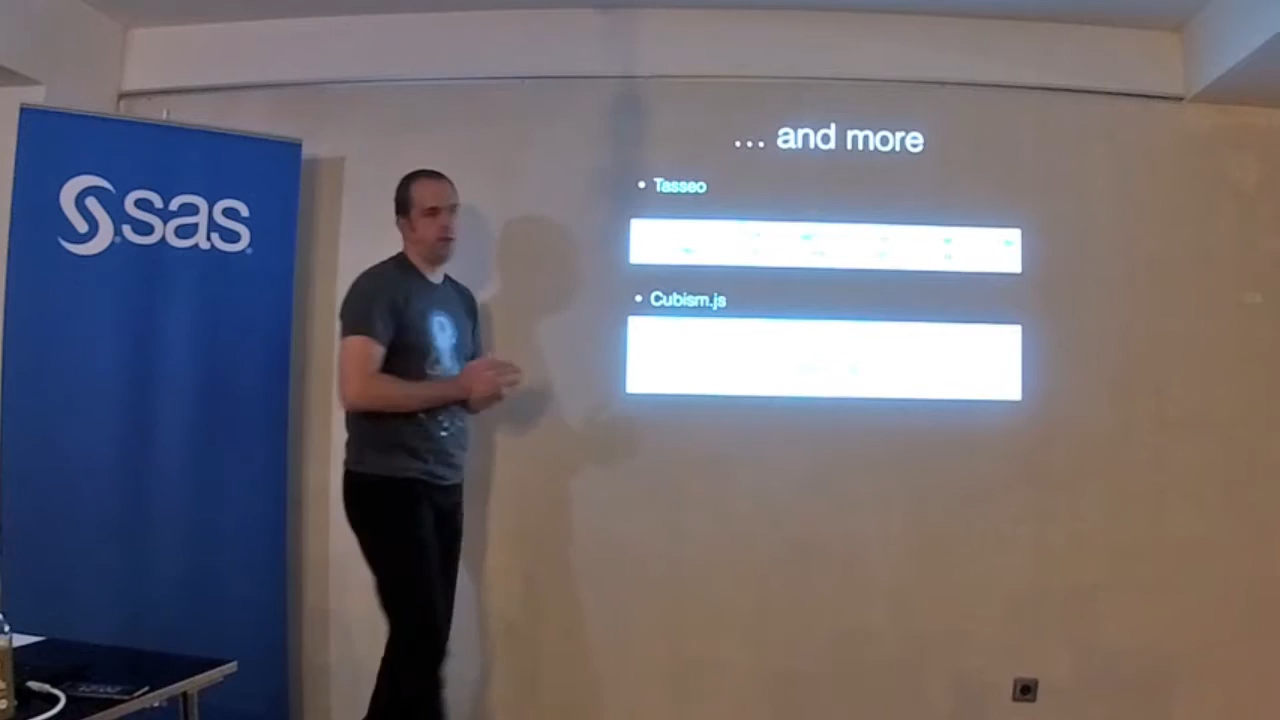 sas
… and more
• Tasseo
• Cubism.js